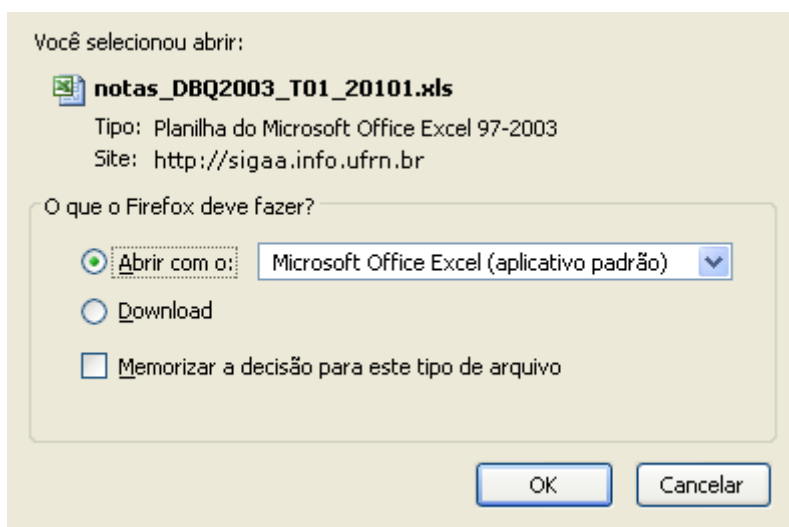 Você selecionou abrir:
notas_DBQ2003_T01_20101.xls
Tipo: Planilha do Microsoft Office Excel 97-2003
Site: http://sigaa.info.ufrn.br
O que o Firefox deve fazer?
Abrir com o: Microsoft Office Excel (aplicativo padrão)
Download
Memorizar a decisão para este tipo de arquivo
OK Cancelar